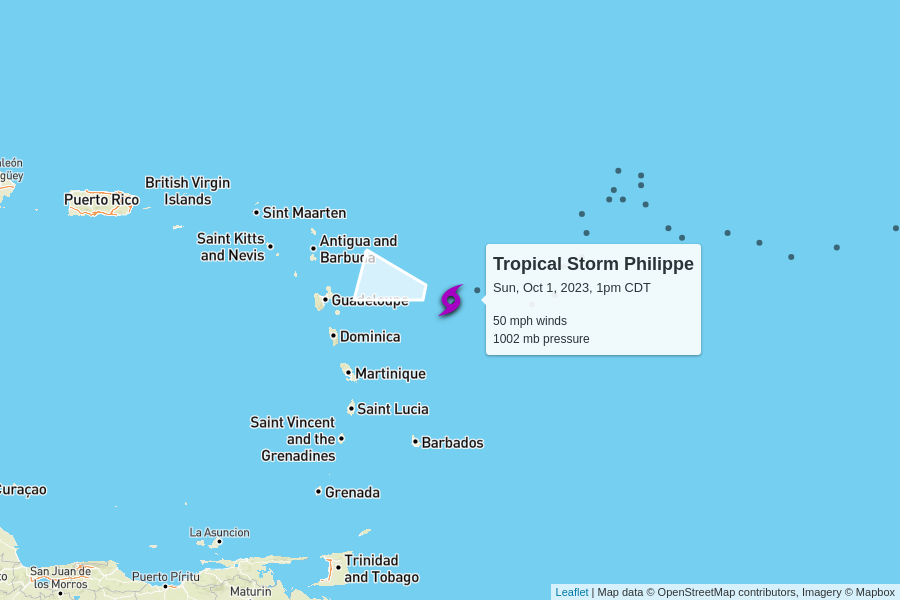 aleón
güey
Puerto Rico
British Virgin
Islands
Sint Maarten
Saint Kitts
and Nevis
Antigua and
Barbuda
Guadeloupe
Dominica
Martinique
Saint Lucia
Saint Vincent
and the
Grenadines
Barbados
Grenada
Tropical Storm Philippe
Sun, Oct 1, 2023, 1pm CDT
50 mph winds
1002 mb pressure
Curaçao
La Asuncion
Trinidad
and Tobago
to
San Juan de
los Morros
Puerto Píritu
Maturin
Leaflet | Map data © OpenStreetMap contributors, Imagery © Mapbox